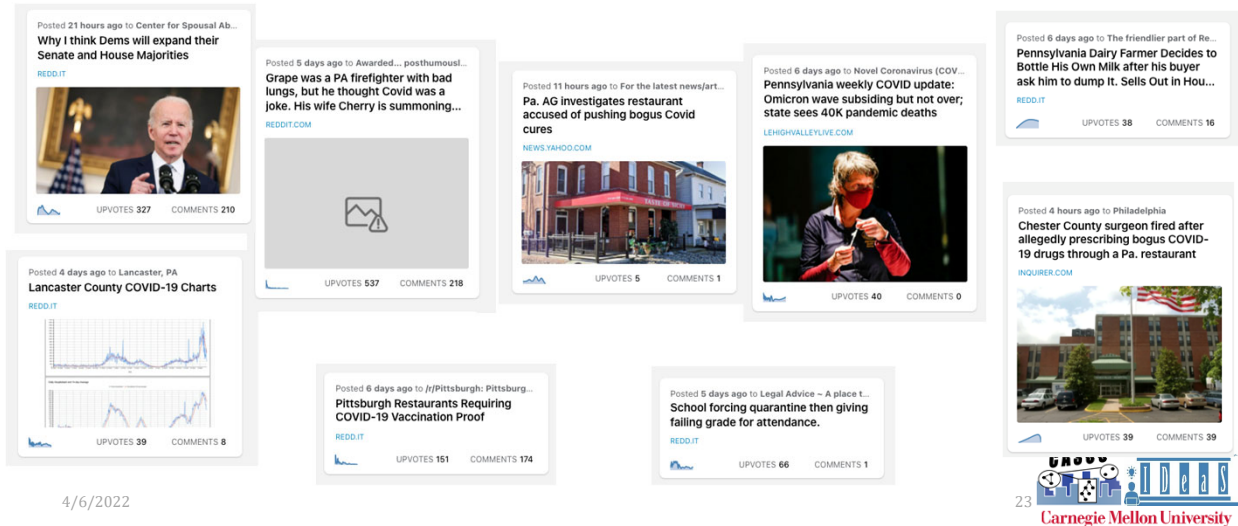 Posted 21 hours ago to Center for Spousal Ab...
Why I think Dems will expand their
Senate and House Majorities
REDD.IT
UPVOTES 327 COMMENTS 210
Posted 4 days ago to Lancaster, PA
Lancaster County COVID-19 Charts
REDD.IT
UPVOTES 39 COMMENTS 8
Posted 5 days ago to Awarded... posthumousl...
Grape was a PA firefighter with bad
lungs, but he thought Covid was a
joke. His wife Cherry is summoning...
REDDIT.COM
UPVOTES 537 COMMENTS 218
Posted 11 hours ago to For the latest news/art...
Pa. AG investigates restaurant
accused of pushing bogus Covid
cures
NEWS.YAHOO.COM
UPVOTES 5 COMMENTS 1
Posted 6 days ago to Novel Coronavirus (COV...
Pennsylvania weekly COVID update:
Omicron wave subsiding but not over;
state sees 40K pandemic deaths
LEHIGHVALLEYLIVE.COM
UPVOTES 40 COMMENTS 0
Posted 6 days ago to The friendlier part of Re...
Pennsylvania Dairy Farmer Decides to
Bottle His Own Milk after his buyer
ask him to dump It. Sells Out in Hou...
REDD.IT
UPVOTES 38 COMMENTS 16
Posted 4 hours ago to Philadelphia
Chester County surgeon fired after
allegedly prescribing bogus COVID-
19 drugs through a Pa. restaurant
INQUIRER.COM
UPVOTES 39 COMMENTS 39
Posted 6 days ago to /r/Pittsburgh: Pittsburg...
Pittsburgh Restaurants Requiring
COVID-19 Vaccination Proof
REDD.IT
UPVOTES 151 COMMENTS 174
Posted 5 days ago to Legal Advice ~ A place t...
School forcing quarantine then giving
failing grade for attendance.
REDD.IT
UPVOTES 66 COMMENTS 1
4/6/2022
23
CASOS
IDeaS
Carnegie Mellon University